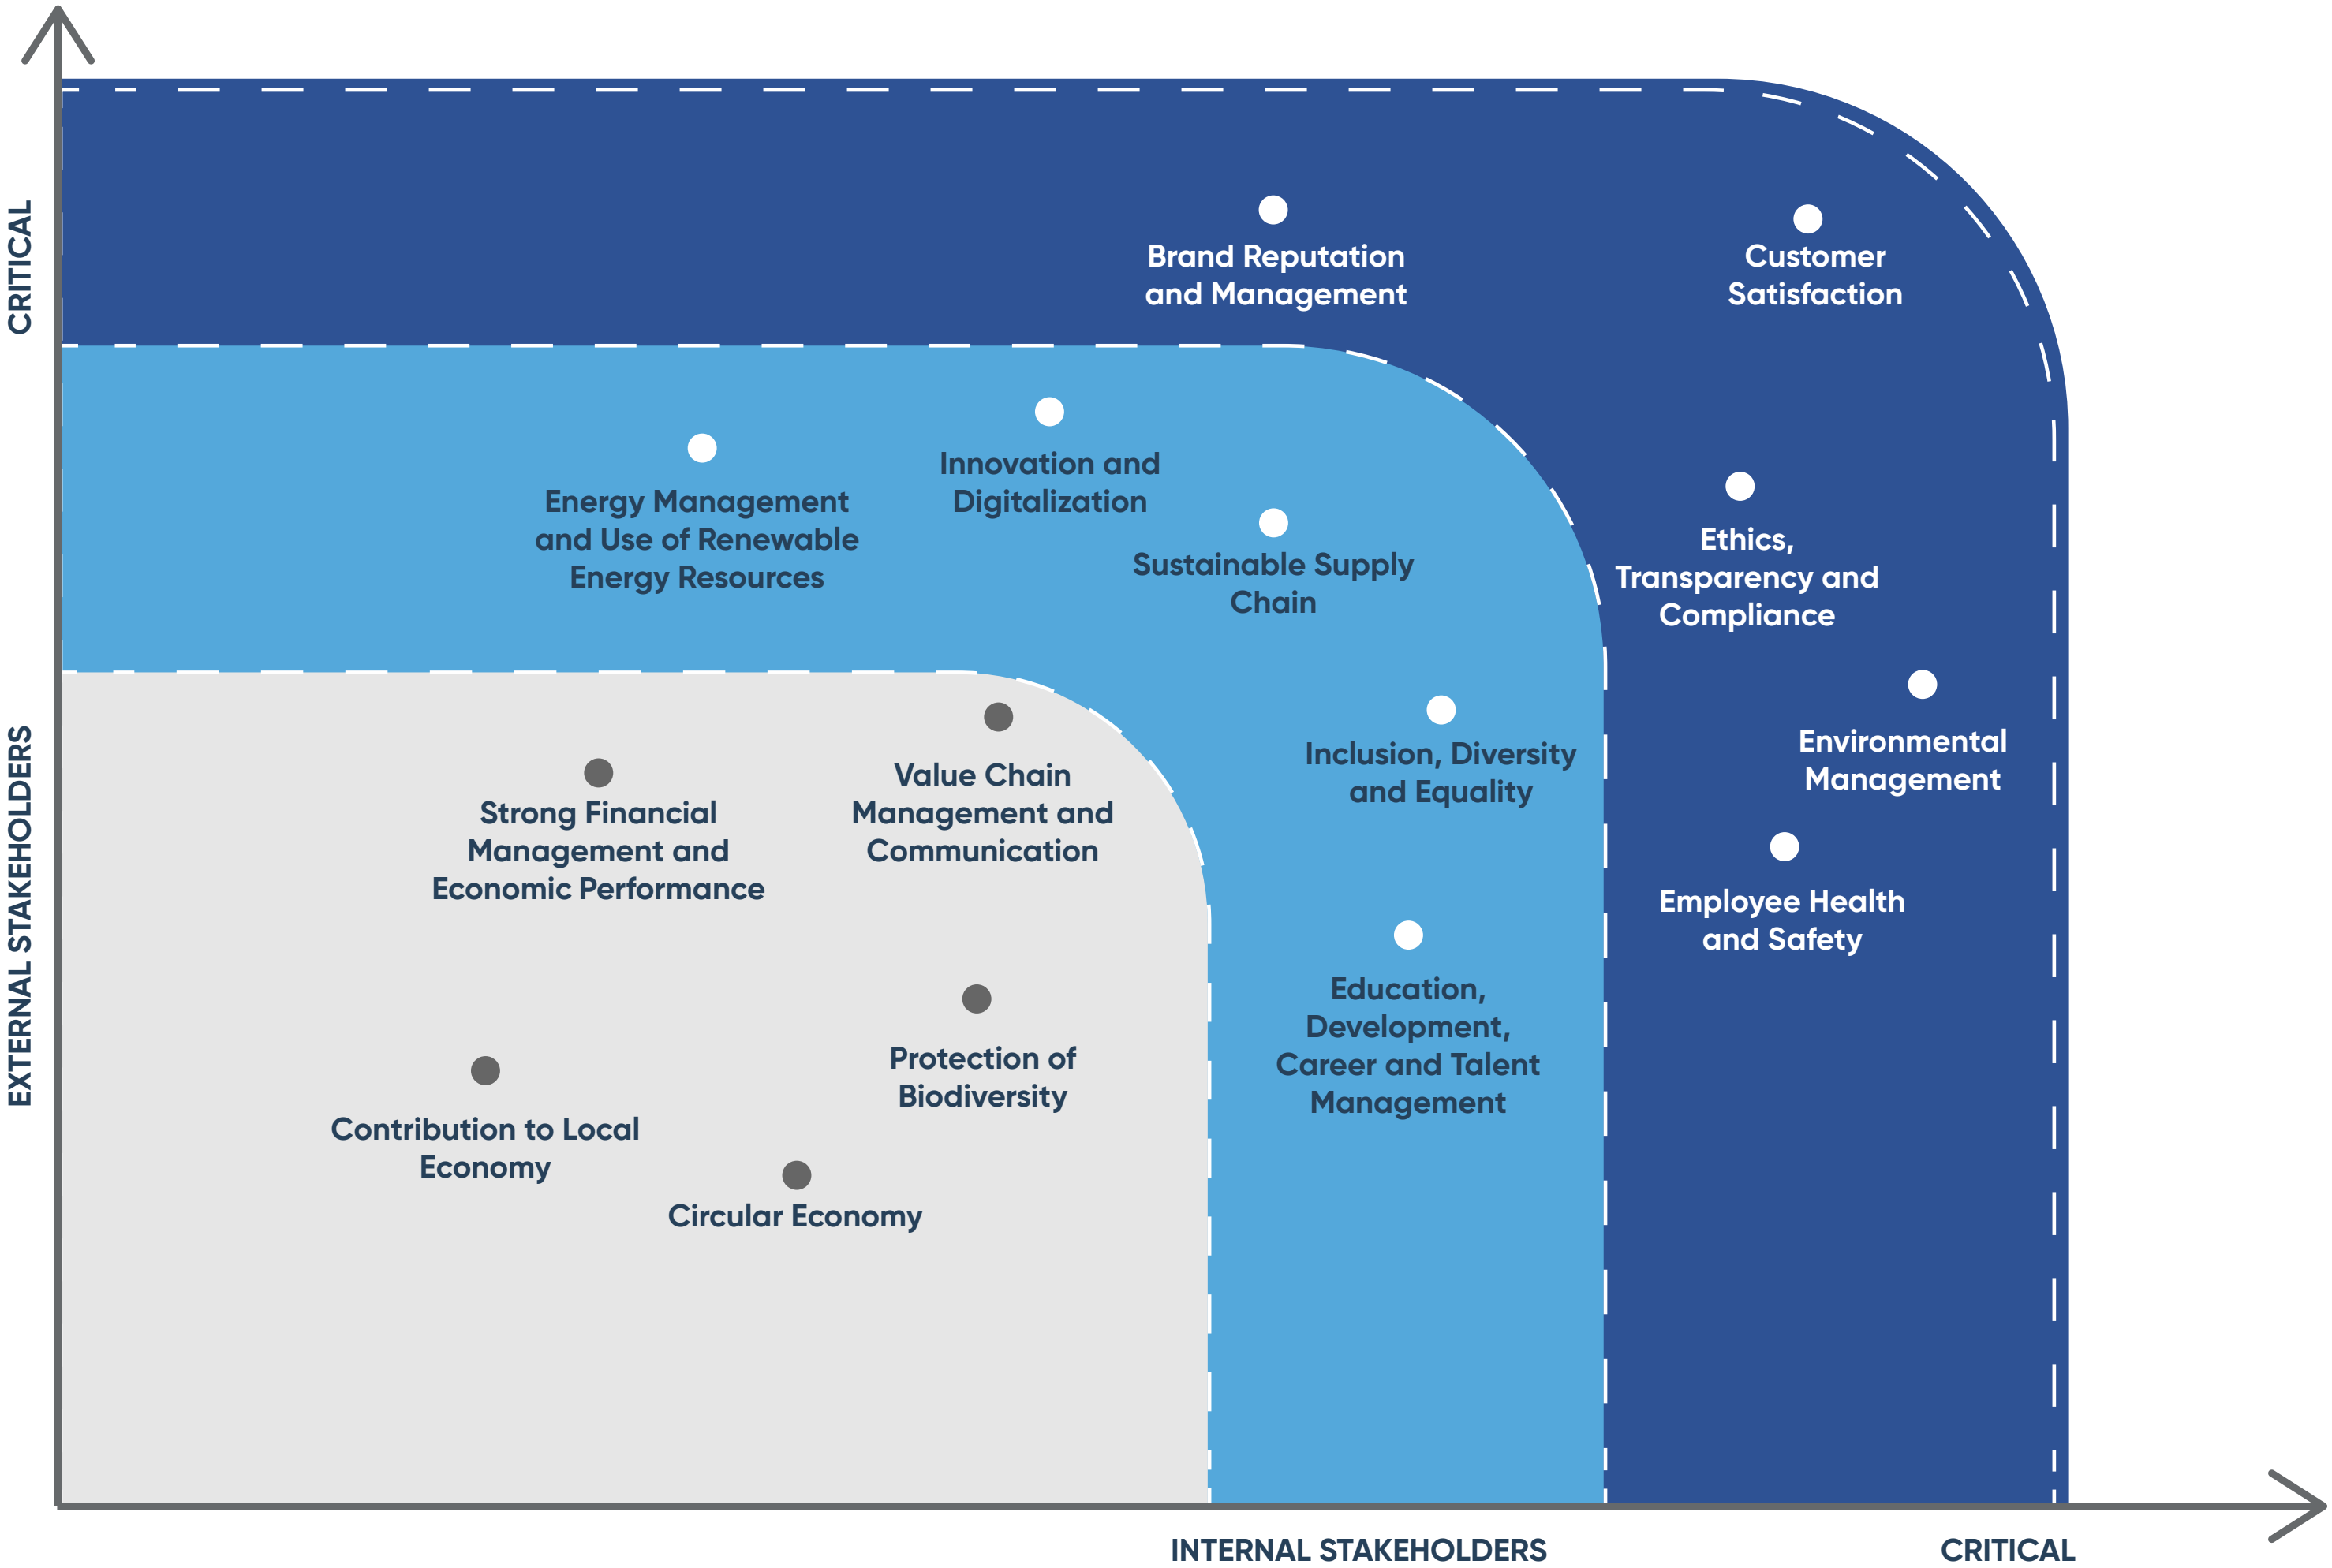 CRITICAL
EXTERNAL STAKEHOLDERS
Brand Reputation
and Management
Customer
Satisfaction
Innovation and
Digitalization
Energy Management
and Use of Renewable
Energy Resources
Sustainable Supply
Chain
Ethics,
Transparency and
Compliance
Inclusion, Diversity
and Equality
Environmental
Management
Value Chain
Management and
Communication
Strong Financial
Management and
Economic Performance
Employee Health
and Safety
Education,
Development,
Career and Talent
Management
Protection of
Biodiversity
Contribution to Local
Economy
Circular Economy
INTERNAL STAKEHOLDERS
CRITICAL